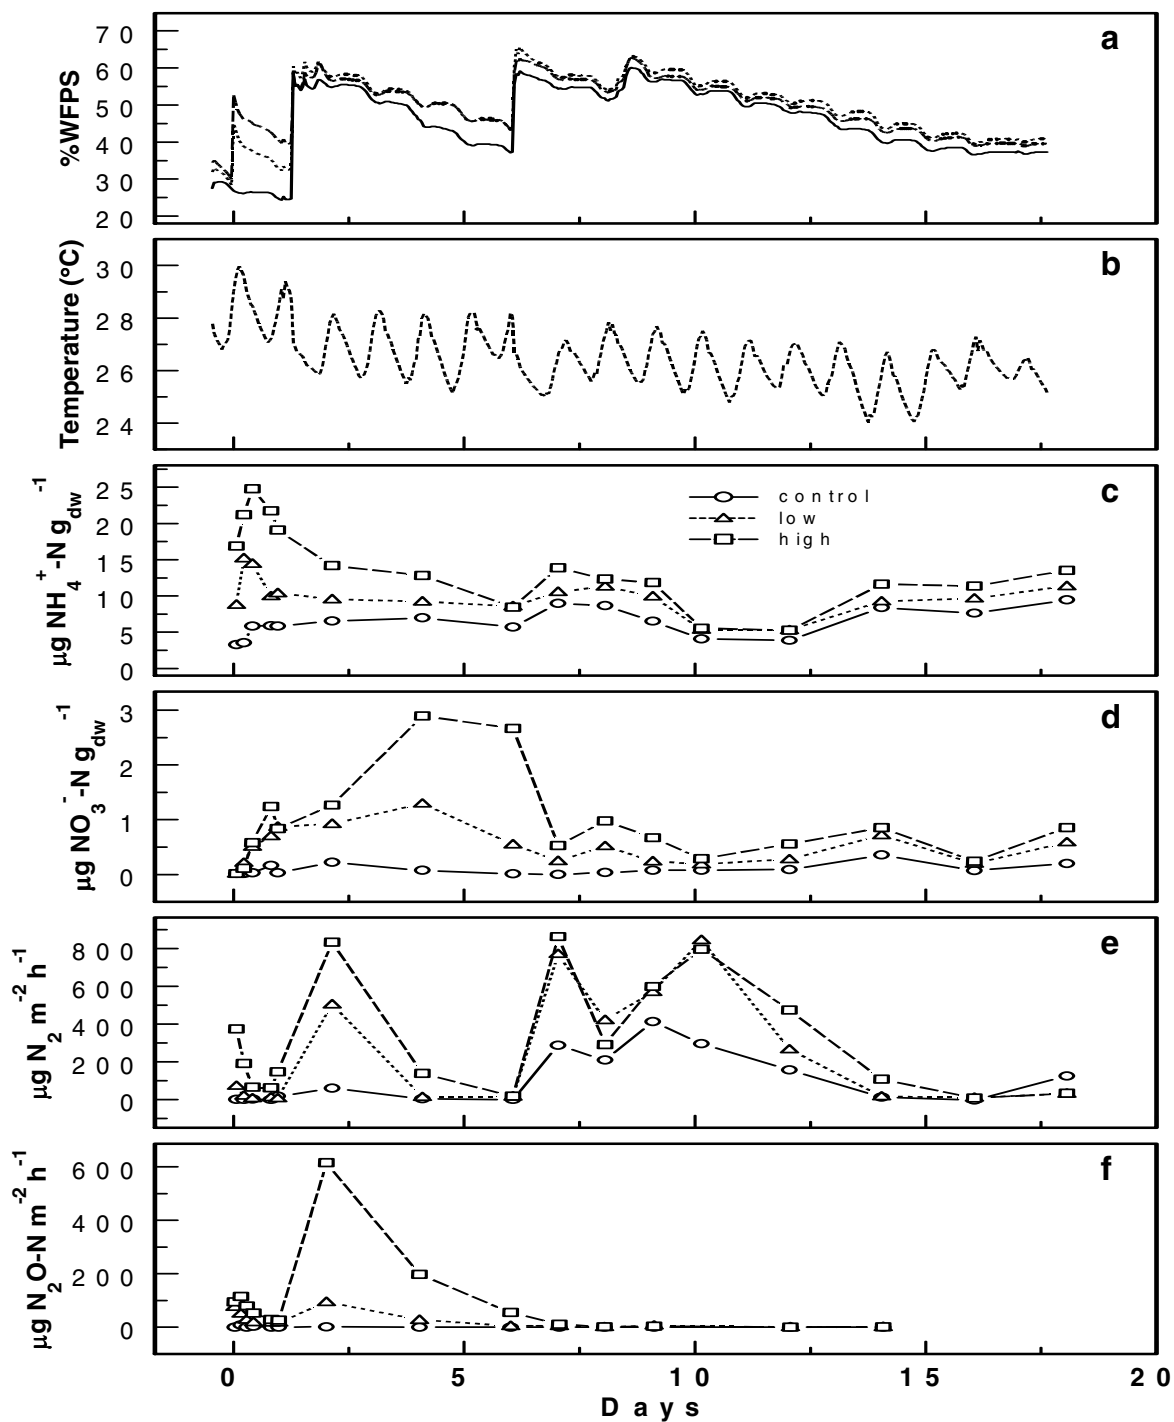 a
%WFPS
70
60
50
40
30
20
b
Temperature (°C)
30
28
26
24
c
µg NH4+-N gdw-1
25
20
15
10
5
0
control
low
high
d
µg NO3--N gdw-1
3
2
1
0
e
µg N2 m-2 h-1
800
600
400
200
0
f
µg N2O-N m-2 h-1
600
400
200
0
0 5 10 15 20
Days